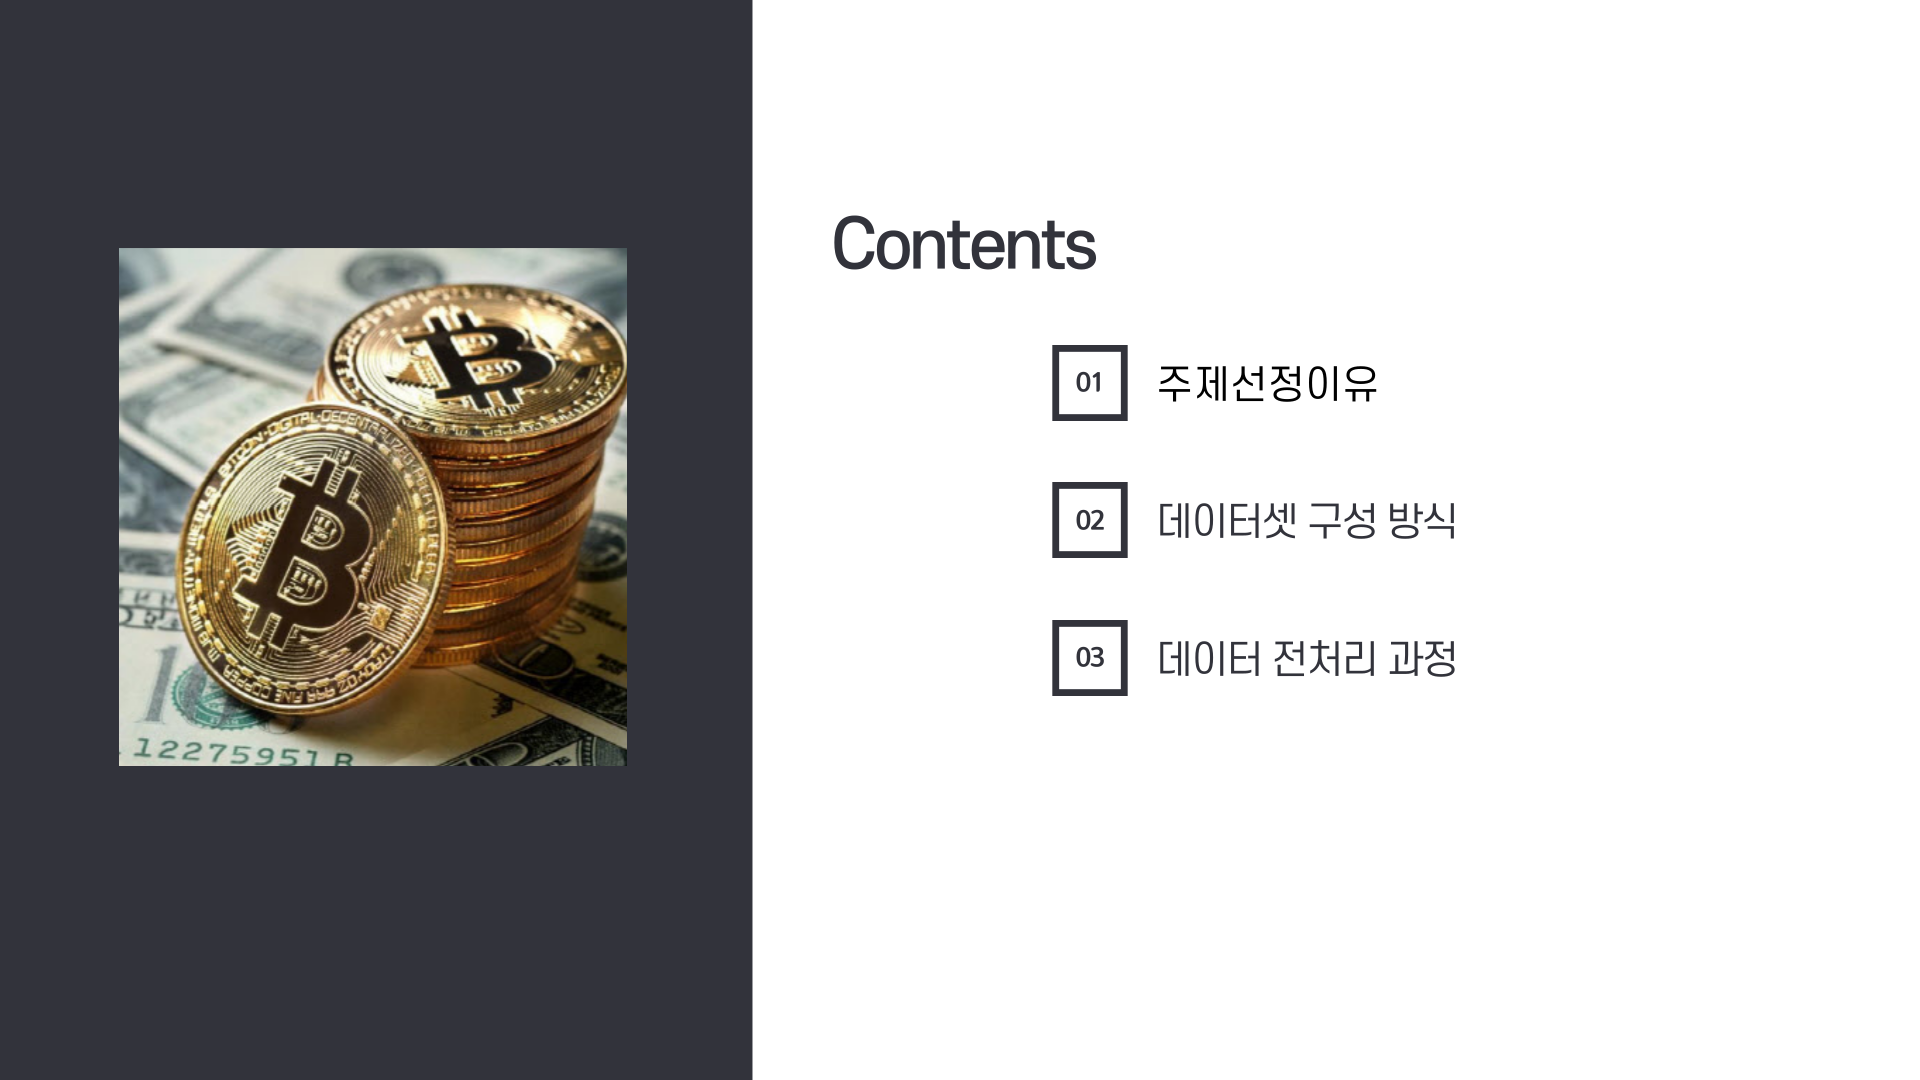 Contents
01 주제선정이유
02 데이터셋 구성 방식
03 데이터 전처리 과정
12275951 B